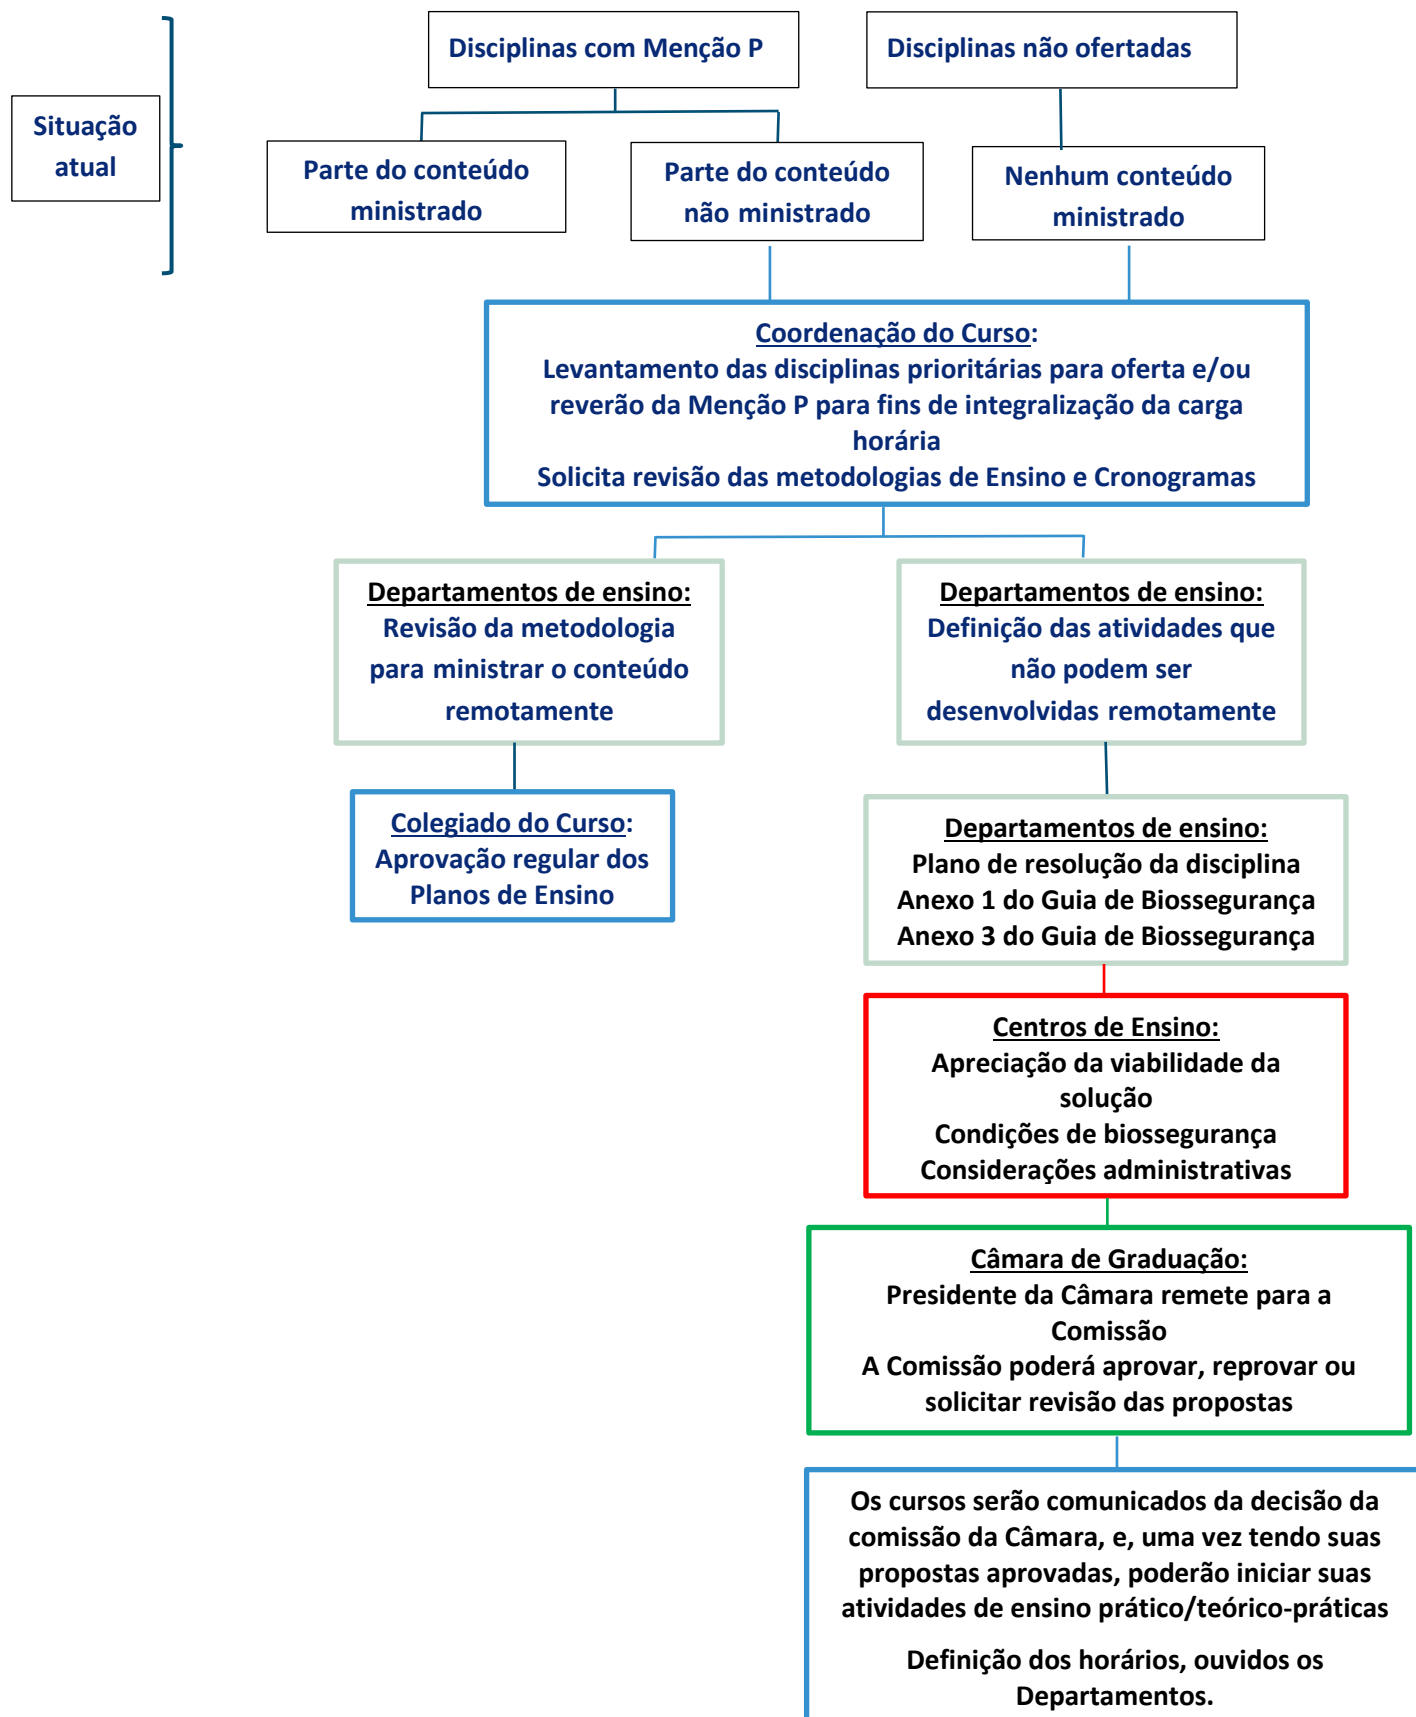 Disciplinas com Menção P
Disciplinas não ofertadas
Situação
atual
Parte do conteúdo
ministrado
Parte do conteúdo
não ministrado
Nenhum conteúdo
ministrado
Coordenação do Curso:
Levantamento das disciplinas prioritárias para oferta e/ou
reverão da Menção P para fins de integralização da carga
horária
Solicita revisão das metodologias de Ensino e Cronogramas
Departamentos de ensino:
Revisão da metodologia
para ministrar o conteúdo
remotamente
Departamentos de ensino:
Definição das atividades que
não podem ser
desenvolvidas remotamente
Colegiado do Curso:
Aprovação regular dos
Planos de Ensino
Departamentos de ensino:
Plano de resolução da disciplina
Anexo 1 do Guia de Biossegurança
Anexo 3 do Guia de Biossegurança
Centros de Ensino:
Apreciação da viabilidade da
solução
Condições de biossegurança
Considerações administrativas
Câmara de Graduação:
Presidente da Câmara remete para a
Comissão
A Comissão poderá aprovar, reprovar ou
solicitar revisão das propostas
Os cursos serão comunicados da decisão da
comissão da Câmara, e, uma vez tendo suas
propostas aprovadas, poderão iniciar suas
atividades de ensino prático/teórico-práticas
Definição dos horários, ouvidos os
Departamentos.